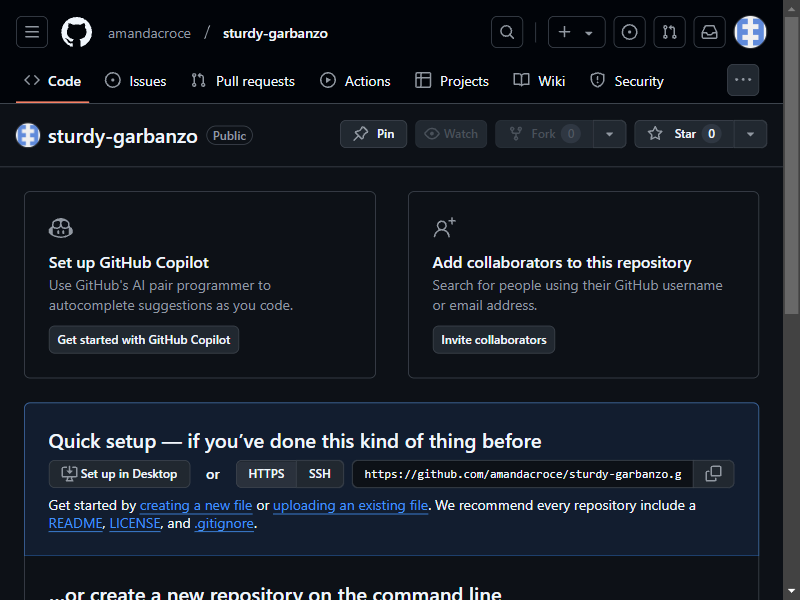 amandacroce / sturdy-garbanzo
Code Issues Pull requests Actions Projects Wiki Security
sturdy-garbanzo Public Pin Watch Fork 0 Star 0
Set up GitHub Copilot
Use GitHub's AI pair programmer to
autocomplete suggestions as you code.
Get started with GitHub Copilot
Add collaborators to this repository
Search for people using their GitHub username
or email address.
Invite collaborators
Quick setup — if you’ve done this kind of thing before
Set up in Desktop or HTTPS SSH https://github.com/amandacroce/sturdy-garbanzo.g
Get started by creating a new file or uploading an existing file. We recommend every repository include a
README, LICENSE, and .gitignore.
…or create a new repository on the command line